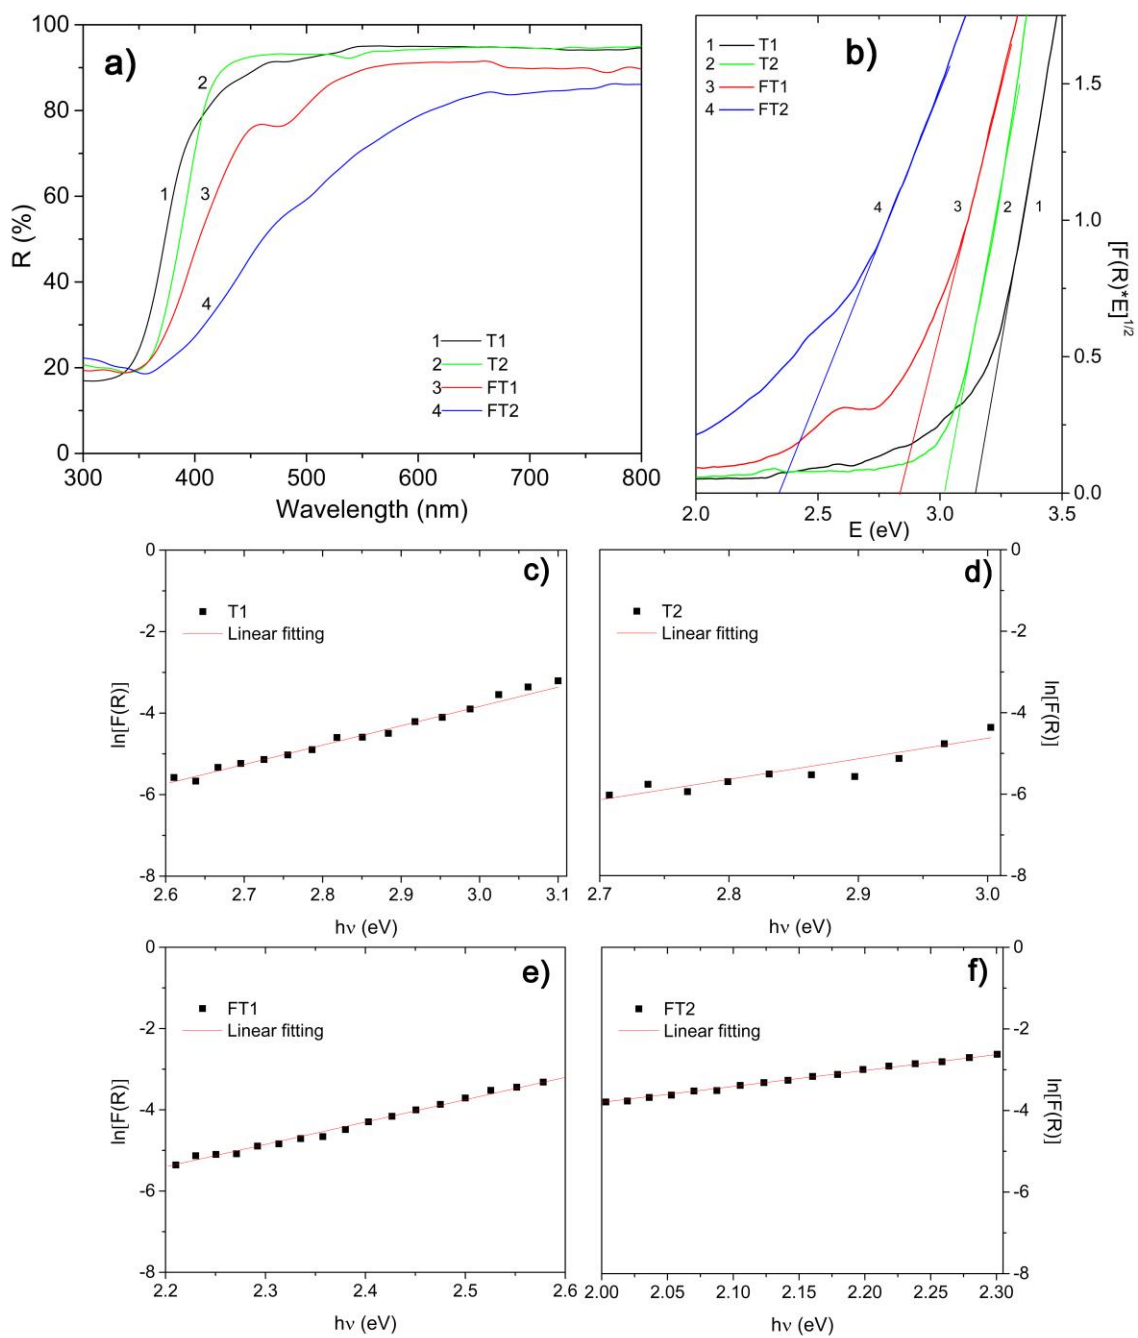 a)
100
80
60
40
20
0
R (%)
1
2
3
4
1 T1
2 T2
3 FT1
4 FT2
300 400 500 600 700 800
Wavelength (nm)
b)
1 T1
2 T2
3 FT1
4 FT2
4 3 2 1
1.5
1.0
0.5
0.0
[F(R)*E]1/2
2.0 2.5 3.0 3.5
E (eV)
c)
T1
Linear fitting
0
-2
-4
-6
-8
ln[F(R)]
2.6 2.7 2.8 2.9 3.0 3.1
hν (eV)
d)
T2
Linear fitting
0
-2
-4
-6
-8
ln[F(R)]
2.7 2.8 2.9 3.0
hν (eV)
e)
FT1
Linear fitting
0
-2
-4
-6
-8
ln[F(R)]
2.2 2.3 2.4 2.5 2.6
hν (eV)
f)
FT2
Linear fitting
0
-2
-4
-6
-8
ln[F(R)]
2.00 2.05 2.10 2.15 2.20 2.25 2.30
hν (eV)